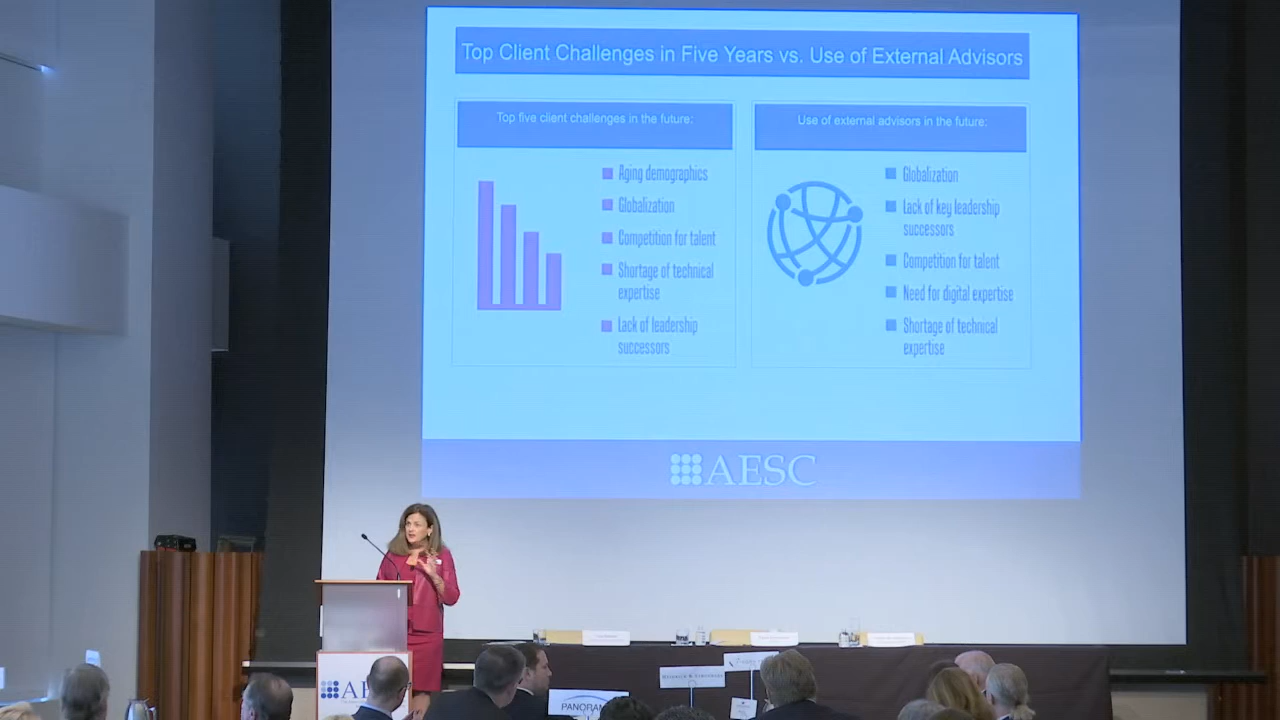 Top Client Challenges in Five Years vs. Use of External Advisors
Top five client challenges in the future:
Aging demographics
Globalization
Competition for talent
Shortage of technical
expertise
Lack of leadership
successors
Use of external advisors in the future:
Globalization
Lack of key leadership
successors
Competition for talent
Need for digital expertise
Shortage of technical
expertise
AESC